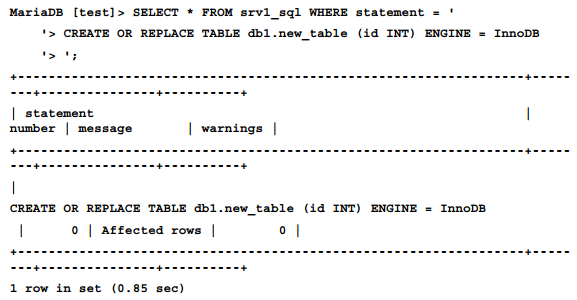 MariaDB [test]> SELECT * FROM srv1_sql WHERE statement = '
'> CREATE OR REPLACE TABLE db1.new_table (id INT) ENGINE = InnoDB
'> ';
+----------------------------------------------------------------+-----
---+---------------+----------+
| statement |
number | message | warnings |
+----------------------------------------------------------------+-----
---+---------------+----------+
|
CREATE OR REPLACE TABLE db1.new_table (id INT) ENGINE = InnoDB
| 0 | Affected rows | 0 |
+----------------------------------------------------------------+-----
---+---------------+----------+
1 row in set (0.85 sec)